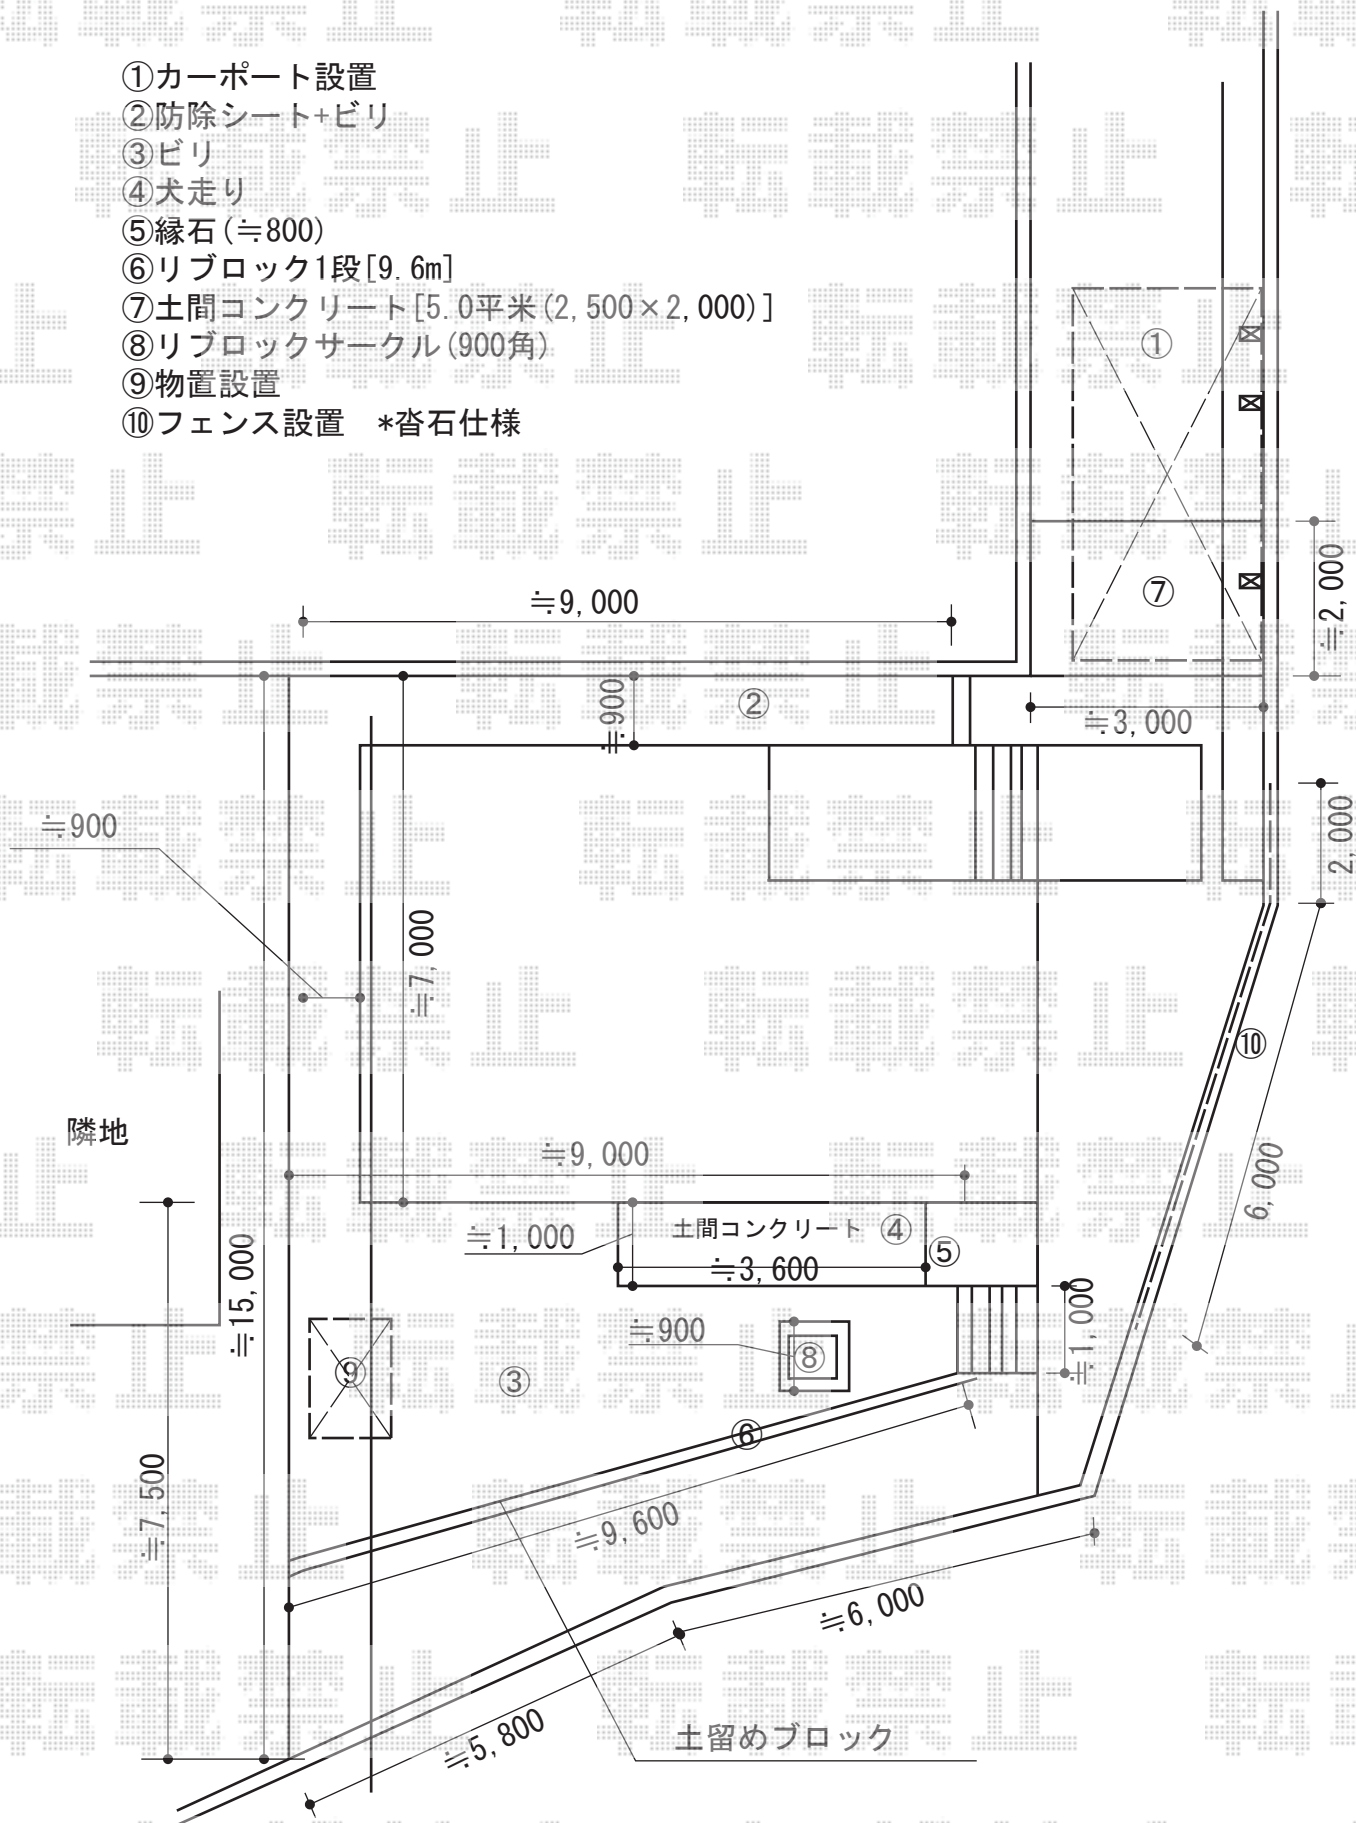 ①カーポート設置
②防除シート+ビリ
③ビリ
④犬走り
⑤縁石(≒800)
⑥リブロック1段[9.6m]
⑦土間コンクリート[5.0平米(2,500×2,000)]
⑧リブロックサークル(900角)
⑨物置設置
⑩フェンス設置　*沓石仕様
①
⑦
≒2,000
≒9,000
≒900
②
≒3,000
2,000
≒900
≒7,000
⑩
隣地
≒9,000
6,000
≒1,000
土間コンクリート
④
⑤
≒3,600
≒15,000
≒1,000
≒900
⑧
⑨
③
⑥
≒7,500
≒9,600
≒6,000
≒5,800
土留めブロック
転載禁止